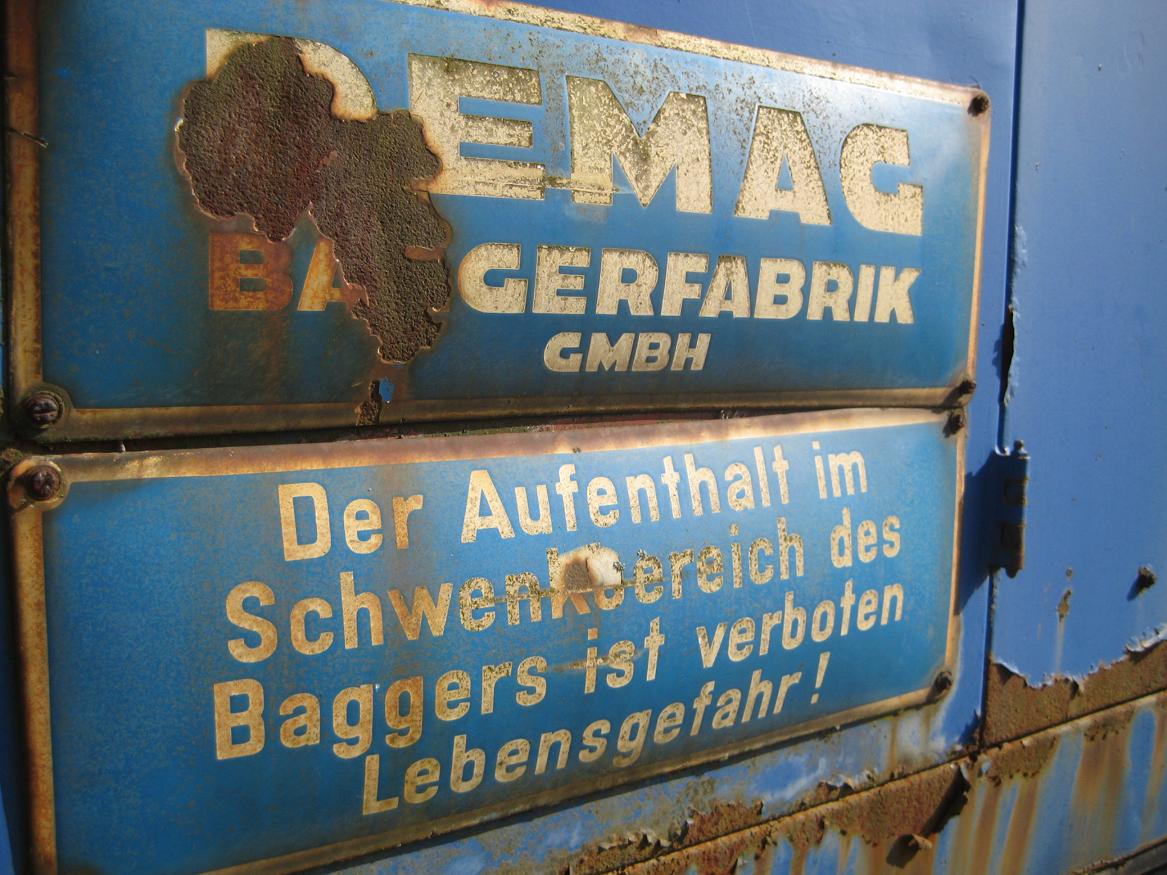 DEMAG
BAGGERFABRIK
GMBH
Der Aufenthalt im
Schwenkbereich des
Baggers ist verboten
Lebensgefahr!